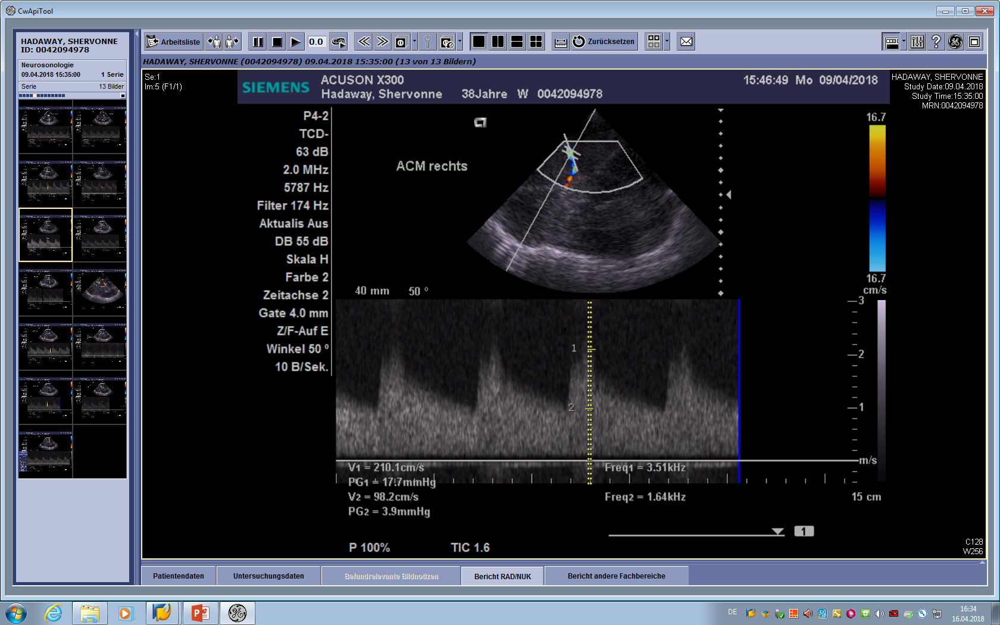 CwApiTool
HADAWAY, SHERVONNE
ID: 0042094978
Neurosonologie
09.04.2018 15:35:00 1 Serie
Serie 13 Bilder
Arbeitsliste
0.0
Zurücksetzen
HADAWAY, SHERVONNE (0042094978) 09.04.2018 15:35:00 (13 von 13 Bildern)
Se:1
Im:5 (F1/1)
SIEMENS
ACUSON X300
Hadaway, Shervonne 38Jahre W 0042094978
15:46:49 Mo 09/04/2018
HADAWAY, SHERVONNE
Study Date:09.04.2018
Study Time:15:35:00
MRN:0042094978
P4-2
TCD-
63 dB
2.0 MHz
5787 Hz
Filter 174 Hz
Aktualis Aus
DB 55 dB
Skala H
Farbe 2
Zeitachse 2
Gate 4.0 mm
Z/F-Auf E
Winkel 50 º
10 B/Sek.
ACM rechts
16.7
16.7
cm/s
40 mm 50 º
3
2
1
m/s
15 cm
1
2
V1 = 210.1cm/s
PG1 = 17.7mmHg
V2 = 98.2cm/s
PG2 = 3.9mmHg
Freq1 = 3.51kHz
Freq2 = 1.64kHz
1
P 100% TIC 1.6
C128
W256
Patientendaten
Untersuchungsdaten
Befundrelevante Bildnotizen
Bericht RAD/NUK
Bericht andere Fachbereiche
DE
16:34
16.04.2018